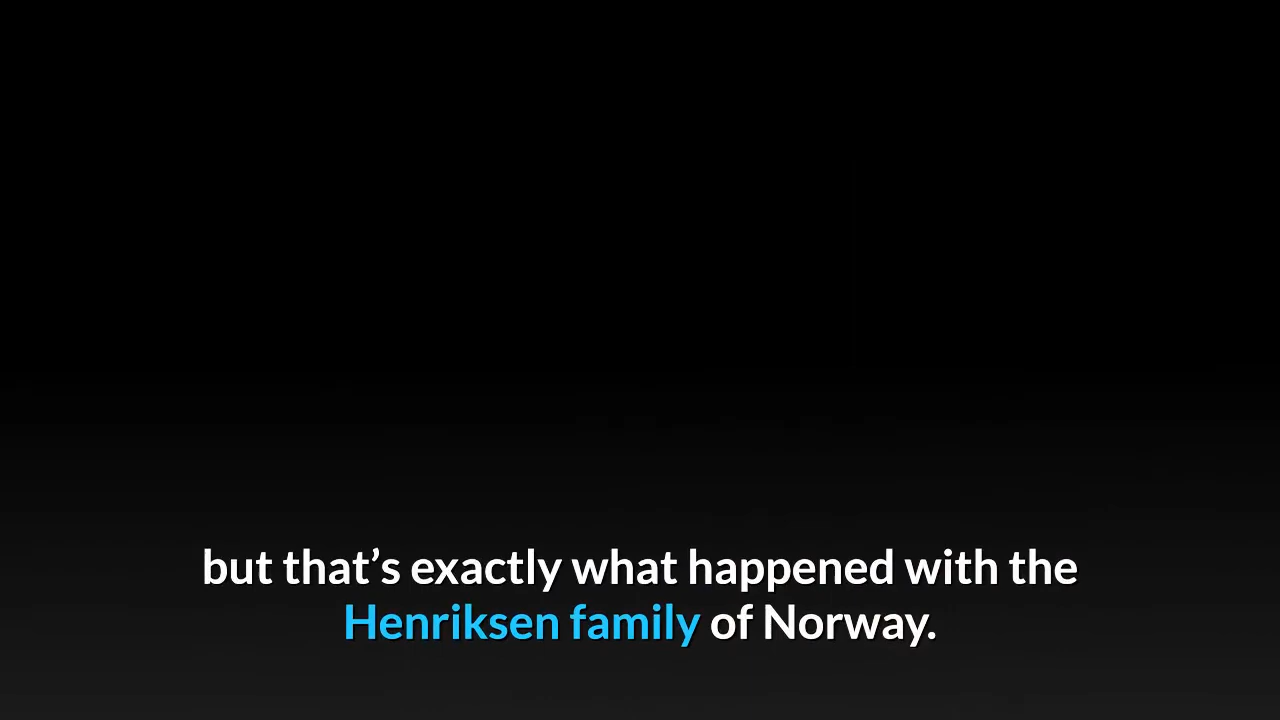 but that’s exactly what happened with the
Henriksen family of Norway.